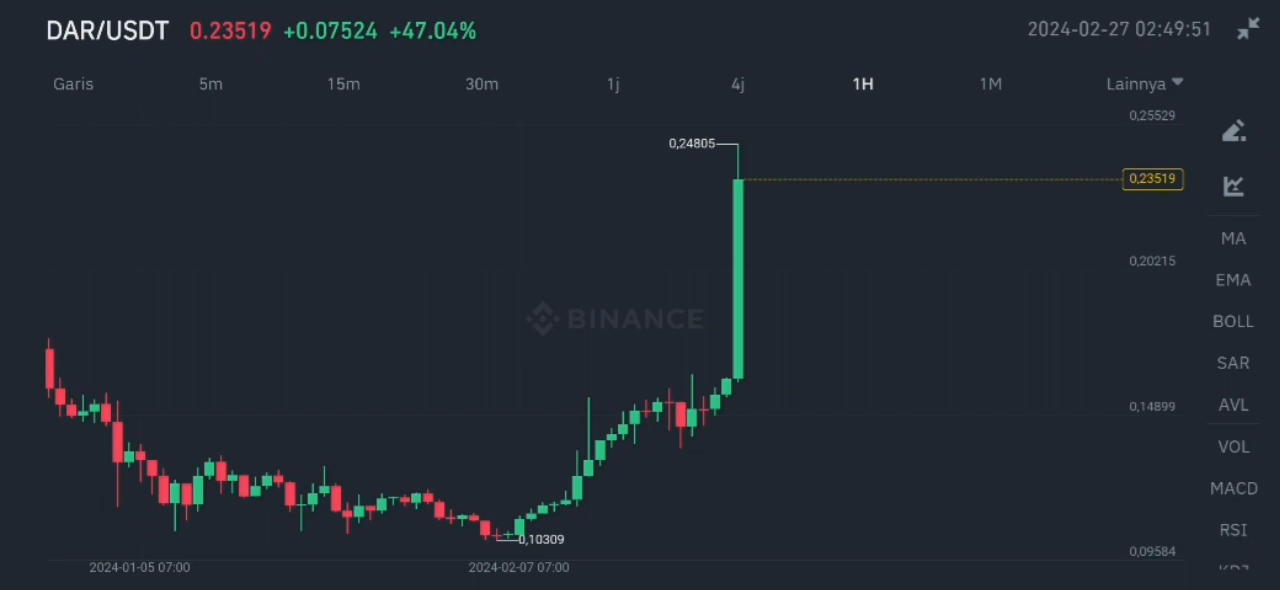 DAR/USDT 0.23519 +0.07524 +47.04% 2024-02-27 02:49:51
Garis 5m 15m 30m 1j 4j 1H 1M Lainnya
0,25529
0,24805
0,23519
0,20215
MA
EMA
BINANCE
BOLL
SAR
0,14899
AVL
VOL
MACD
RSI
0,10309
0,09584
2024-01-05 07:00 2024-02-07 07:00